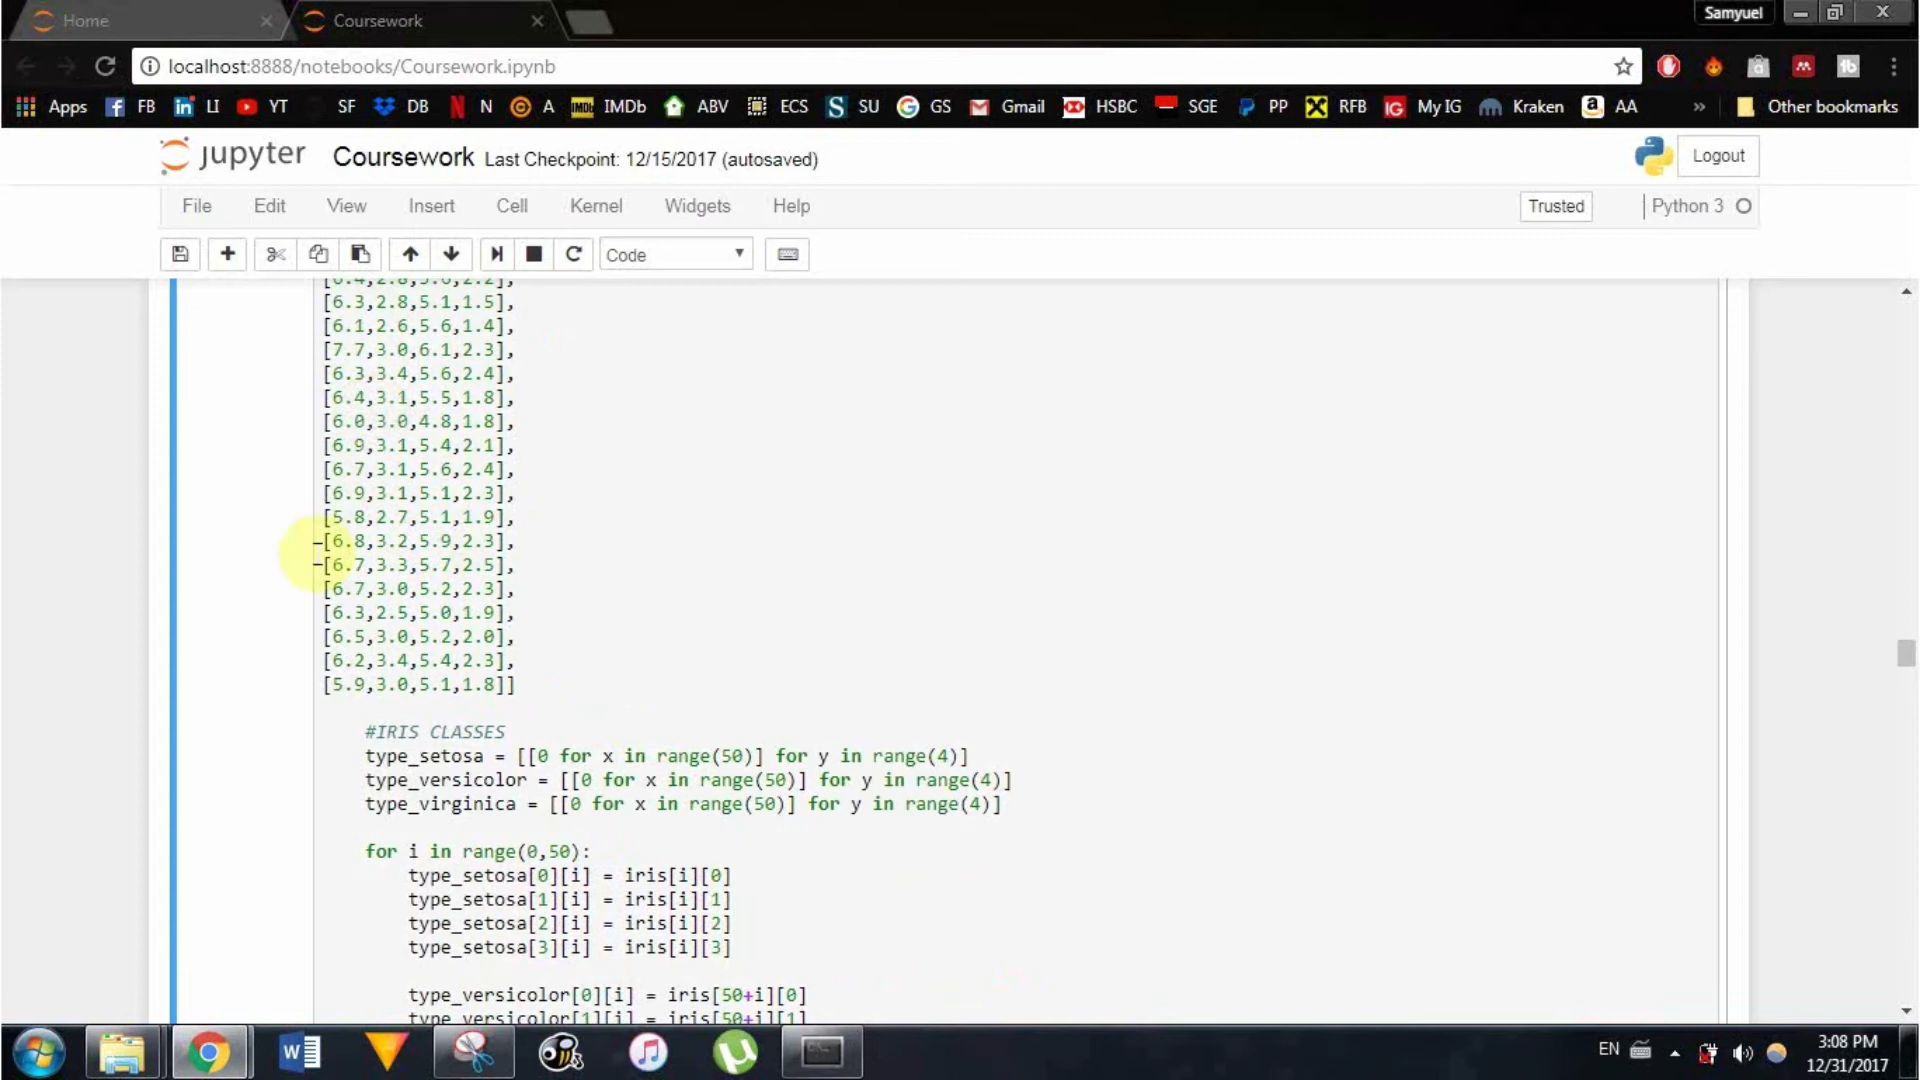 Home
Coursework
Samyuel
localhost:8888/notebooks/Coursework.ipynb
Apps FB LI YT SF DB N A IMDb ABV ECS SU GS Gmail HSBC SGE PP RFB My IG Kraken AA » Other bookmarks
jupyter Coursework Last Checkpoint: 12/15/2017 (autosaved)
Logout
File Edit View Insert Cell Kernel Widgets Help
Trusted
Python 3
Code
[6.4,2.8,5.6,2.2],
[6.3,2.8,5.1,1.5],
[6.1,2.6,5.6,1.4],
[7.7,3.0,6.1,2.3],
[6.3,3.4,5.6,2.4],
[6.4,3.1,5.5,1.8],
[6.0,3.0,4.8,1.8],
[6.9,3.1,5.4,2.1],
[6.7,3.1,5.6,2.4],
[6.9,3.1,5.1,2.3],
[5.8,2.7,5.1,1.9],
[6.8,3.2,5.9,2.3],
[6.7,3.3,5.7,2.5],
[6.7,3.0,5.2,2.3],
[6.3,2.5,5.0,1.9],
[6.5,3.0,5.2,2.0],
[6.2,3.4,5.4,2.3],
[5.9,3.0,5.1,1.8]]
#IRIS CLASSES
type_setosa = [[0 for x in range(50)] for y in range(4)]
type_versicolor = [[0 for x in range(50)] for y in range(4)]
type_virginica = [[0 for x in range(50)] for y in range(4)]
for i in range(0,50):
type_setosa[0][i] = iris[i][0]
type_setosa[1][i] = iris[i][1]
type_setosa[2][i] = iris[i][2]
type_setosa[3][i] = iris[i][3]
type_versicolor[0][i] = iris[50+i][0]
type_versicolor[1][i] = iris[50+i][1]
EN
3:08 PM
12/31/2017